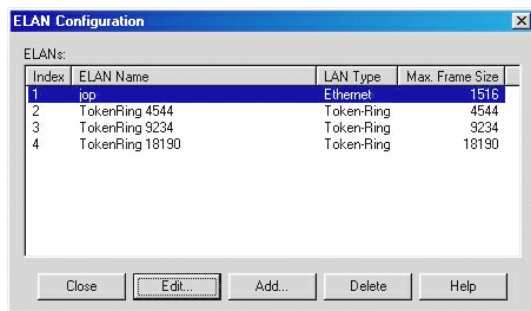 ELAN Configuration
ELANs:
Index ELAN Name LAN Type Max. Frame Size
1 jop Ethernet 1516
2 TokenRing 4544 Token-Ring 4544
3 TokenRing 9234 Token-Ring 9234
4 TokenRing 18190 Token-Ring 18190
Close Edit... Add... Delete Help